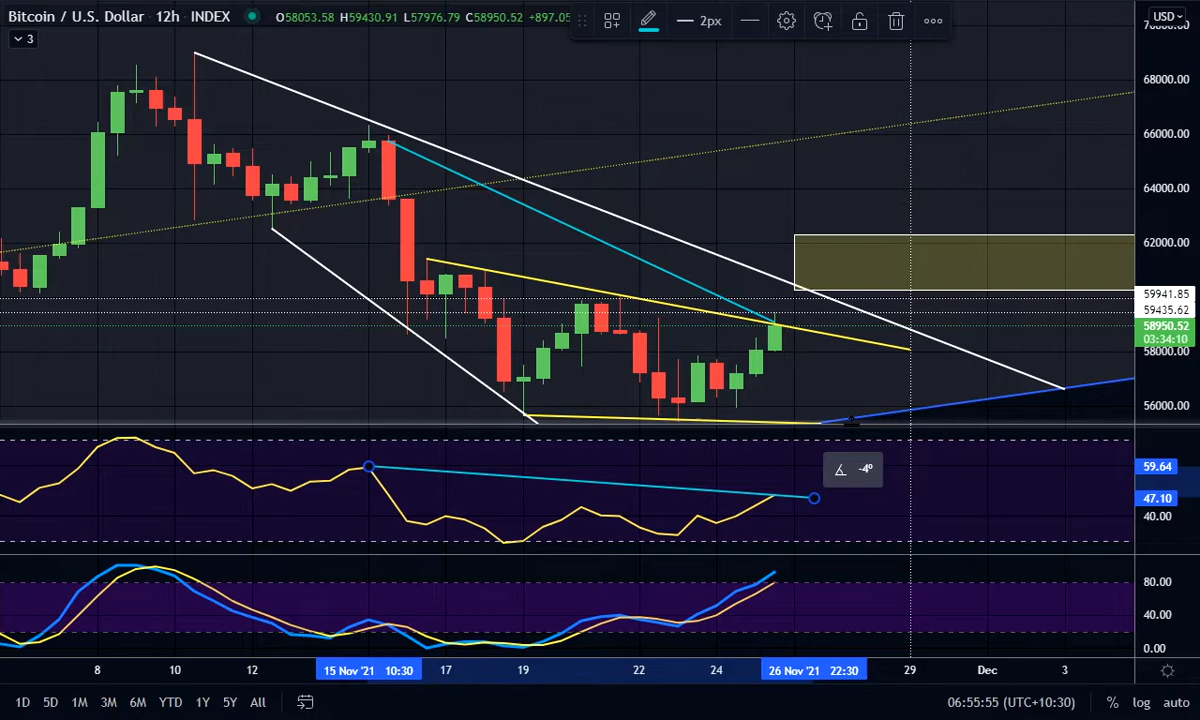 Bitcoin / U.S. Dollar · 12h · INDEX O58053.58 H59430.91 L57976.79 C58950.52 +897.05
2px
USD
3
68000.00
66000.00
64000.00
62000.00
59941.85
59435.62
58950.52
03:34:10
58000.00
56000.00
-4º
59.64
47.10
40.00
80.00
40.00
0.00
8 10 12 15 Nov '21 10:30 17 19 22 24 26 Nov '21 22:30 29 Dec 3
1D 5D 1M 3M 6M YTD 1Y 5Y All 06:55:55 (UTC+10:30) % log auto